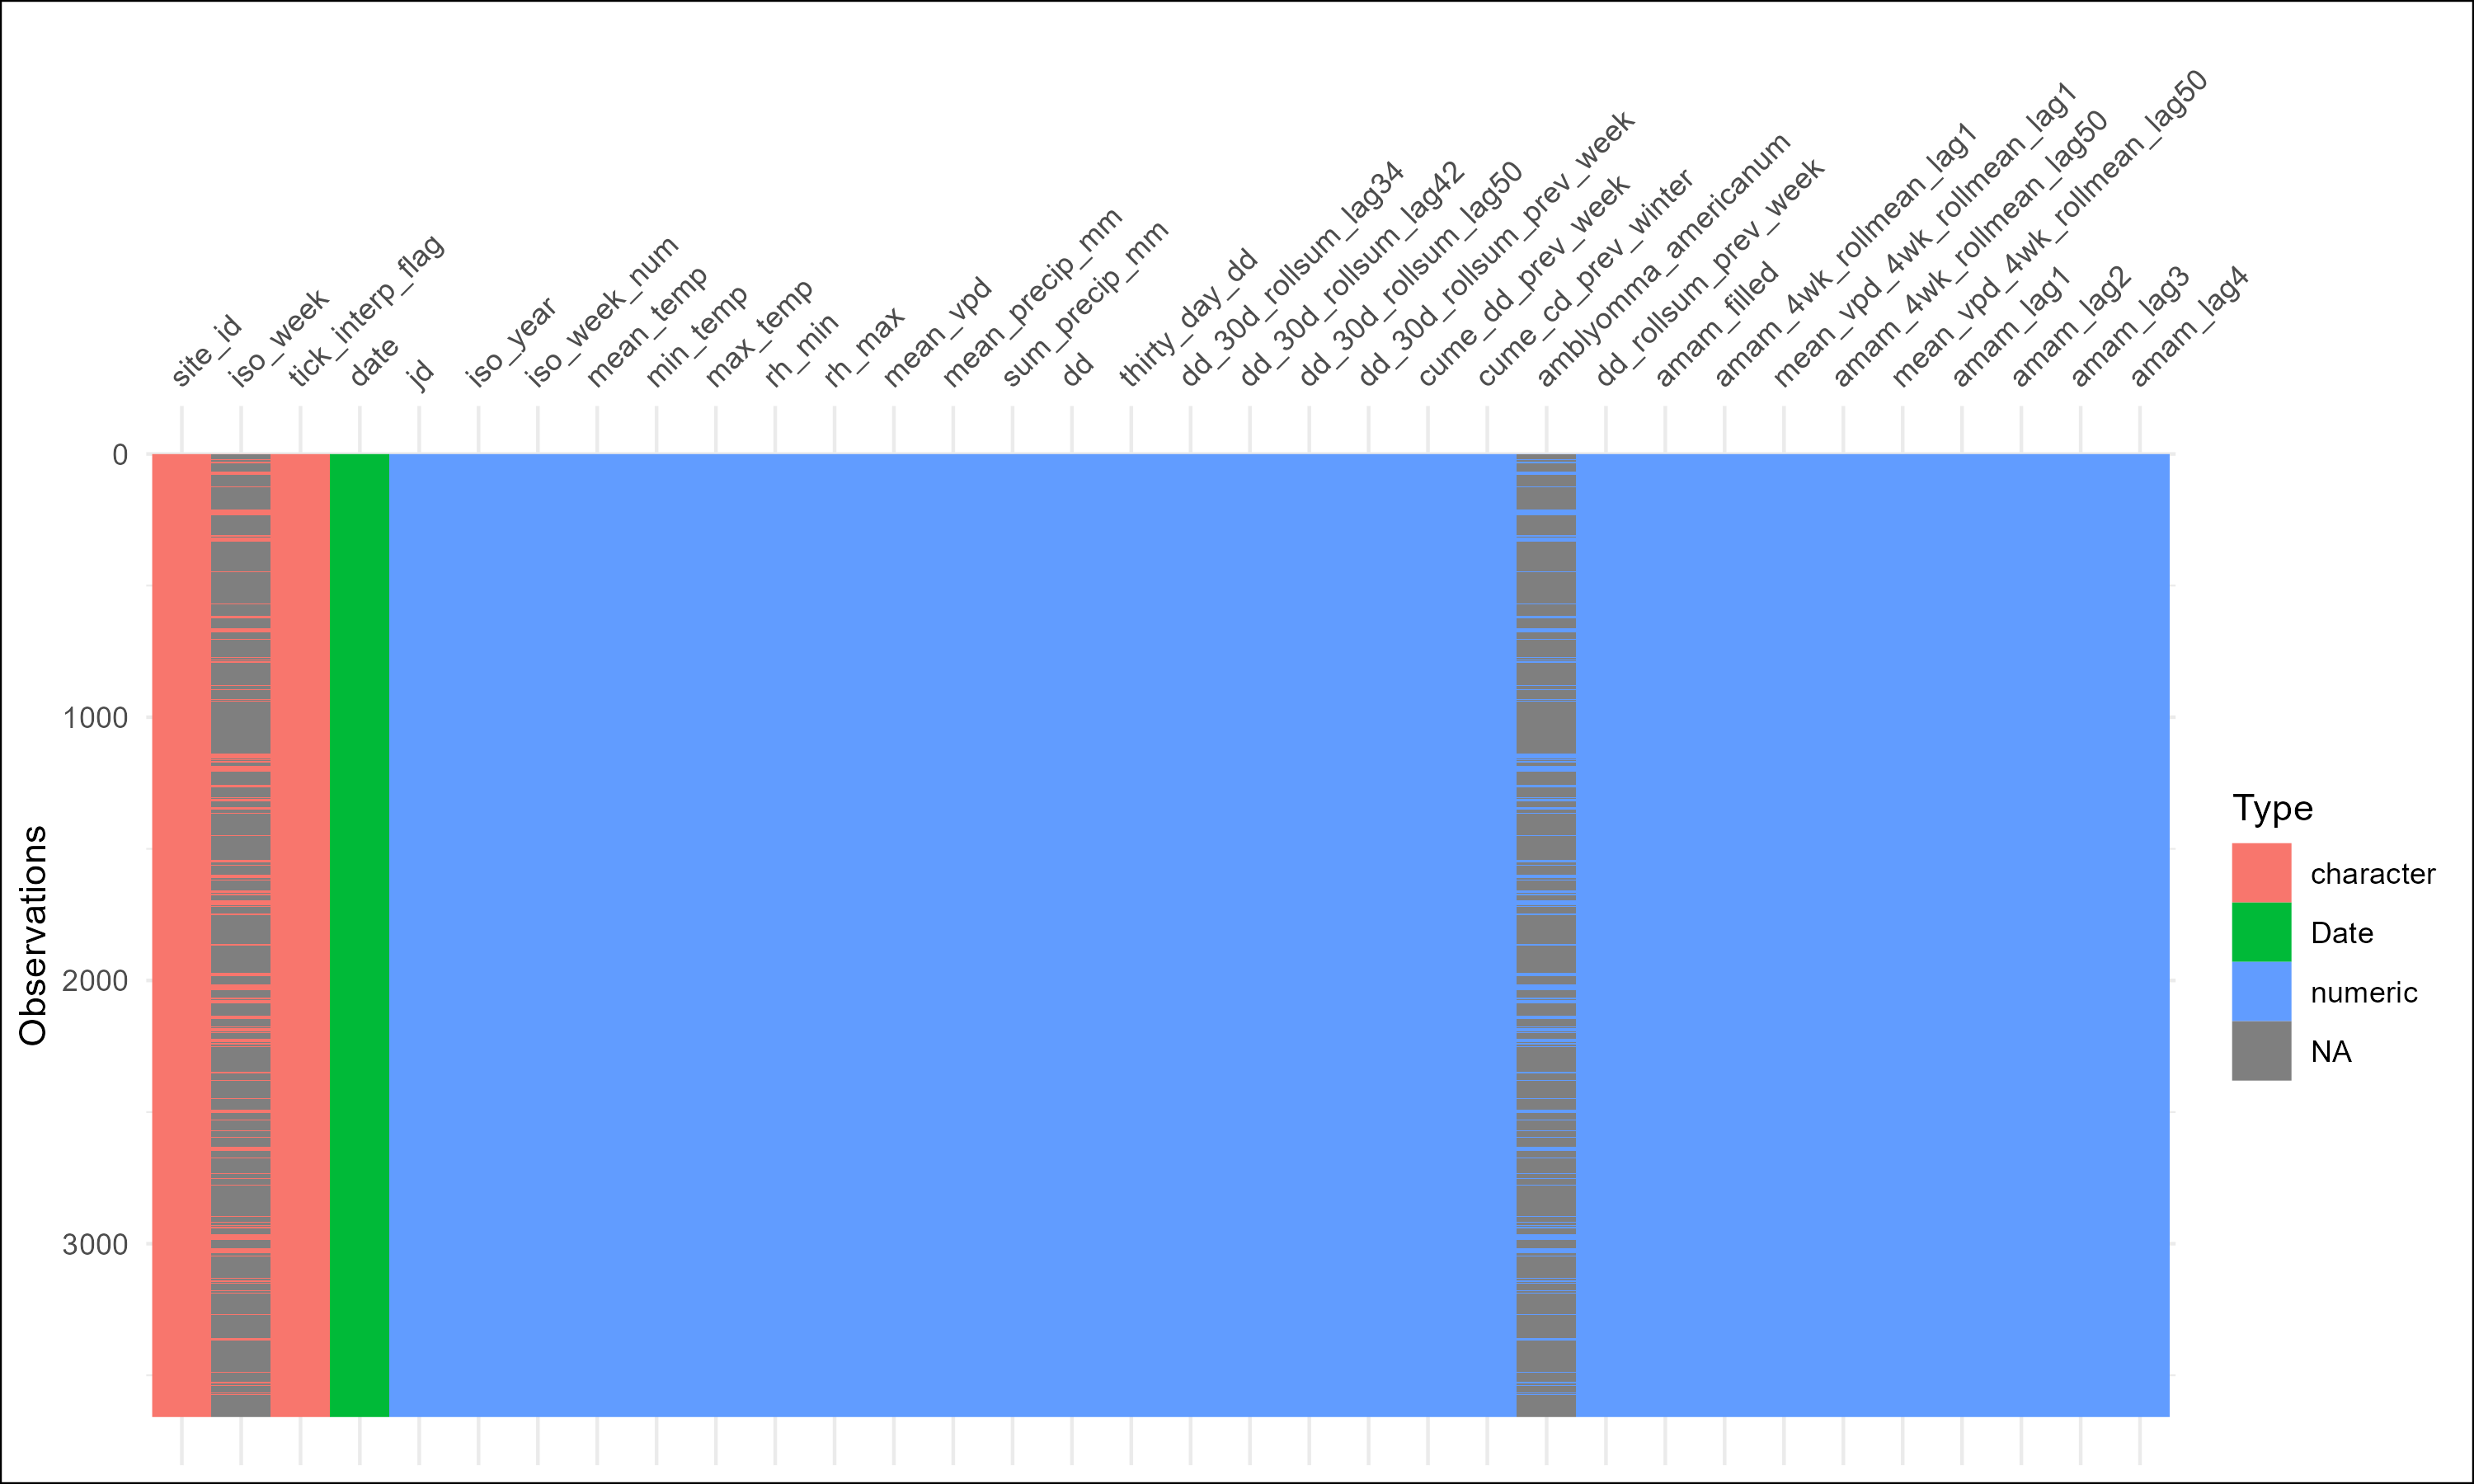 site_id
iso_week
tick_interp_flag
date
jd
iso_year
iso_week_num
mean_temp
min_temp
max_temp
rh_min
rh_max
mean_vpd
mean_precip_mm
sum_precip_mm
dd
thirty_day_dd
dd_30d_rollsum_lag34
dd_30d_rollsum_lag42
dd_30d_rollsum_lag50
dd_30d_rollsum_prev_week
cume_dd_prev_week
cume_cd_prev_winter
amblyomma_americanum
dd_rollsum_prev_week
amam_filled
amam_4wk_rollmean_lag1
mean_vpd_4wk_rollmean_lag1
amam_4wk_rollmean_lag50
mean_vpd_4wk_rollmean_lag50
amam_lag1
amam_lag2
amam_lag3
amam_lag4
0
1000
2000
3000
Observations
Type
character
Date
numeric
NA